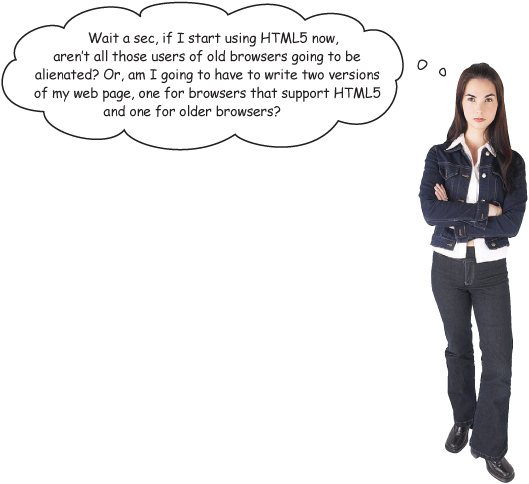 Wait a sec, if I start using HTML5 now,
aren't all those users of old browsers going to be
alienated? Or, am I going to have to write two versions
of my web page, one for browsers that support HTML5
and one for older browsers?